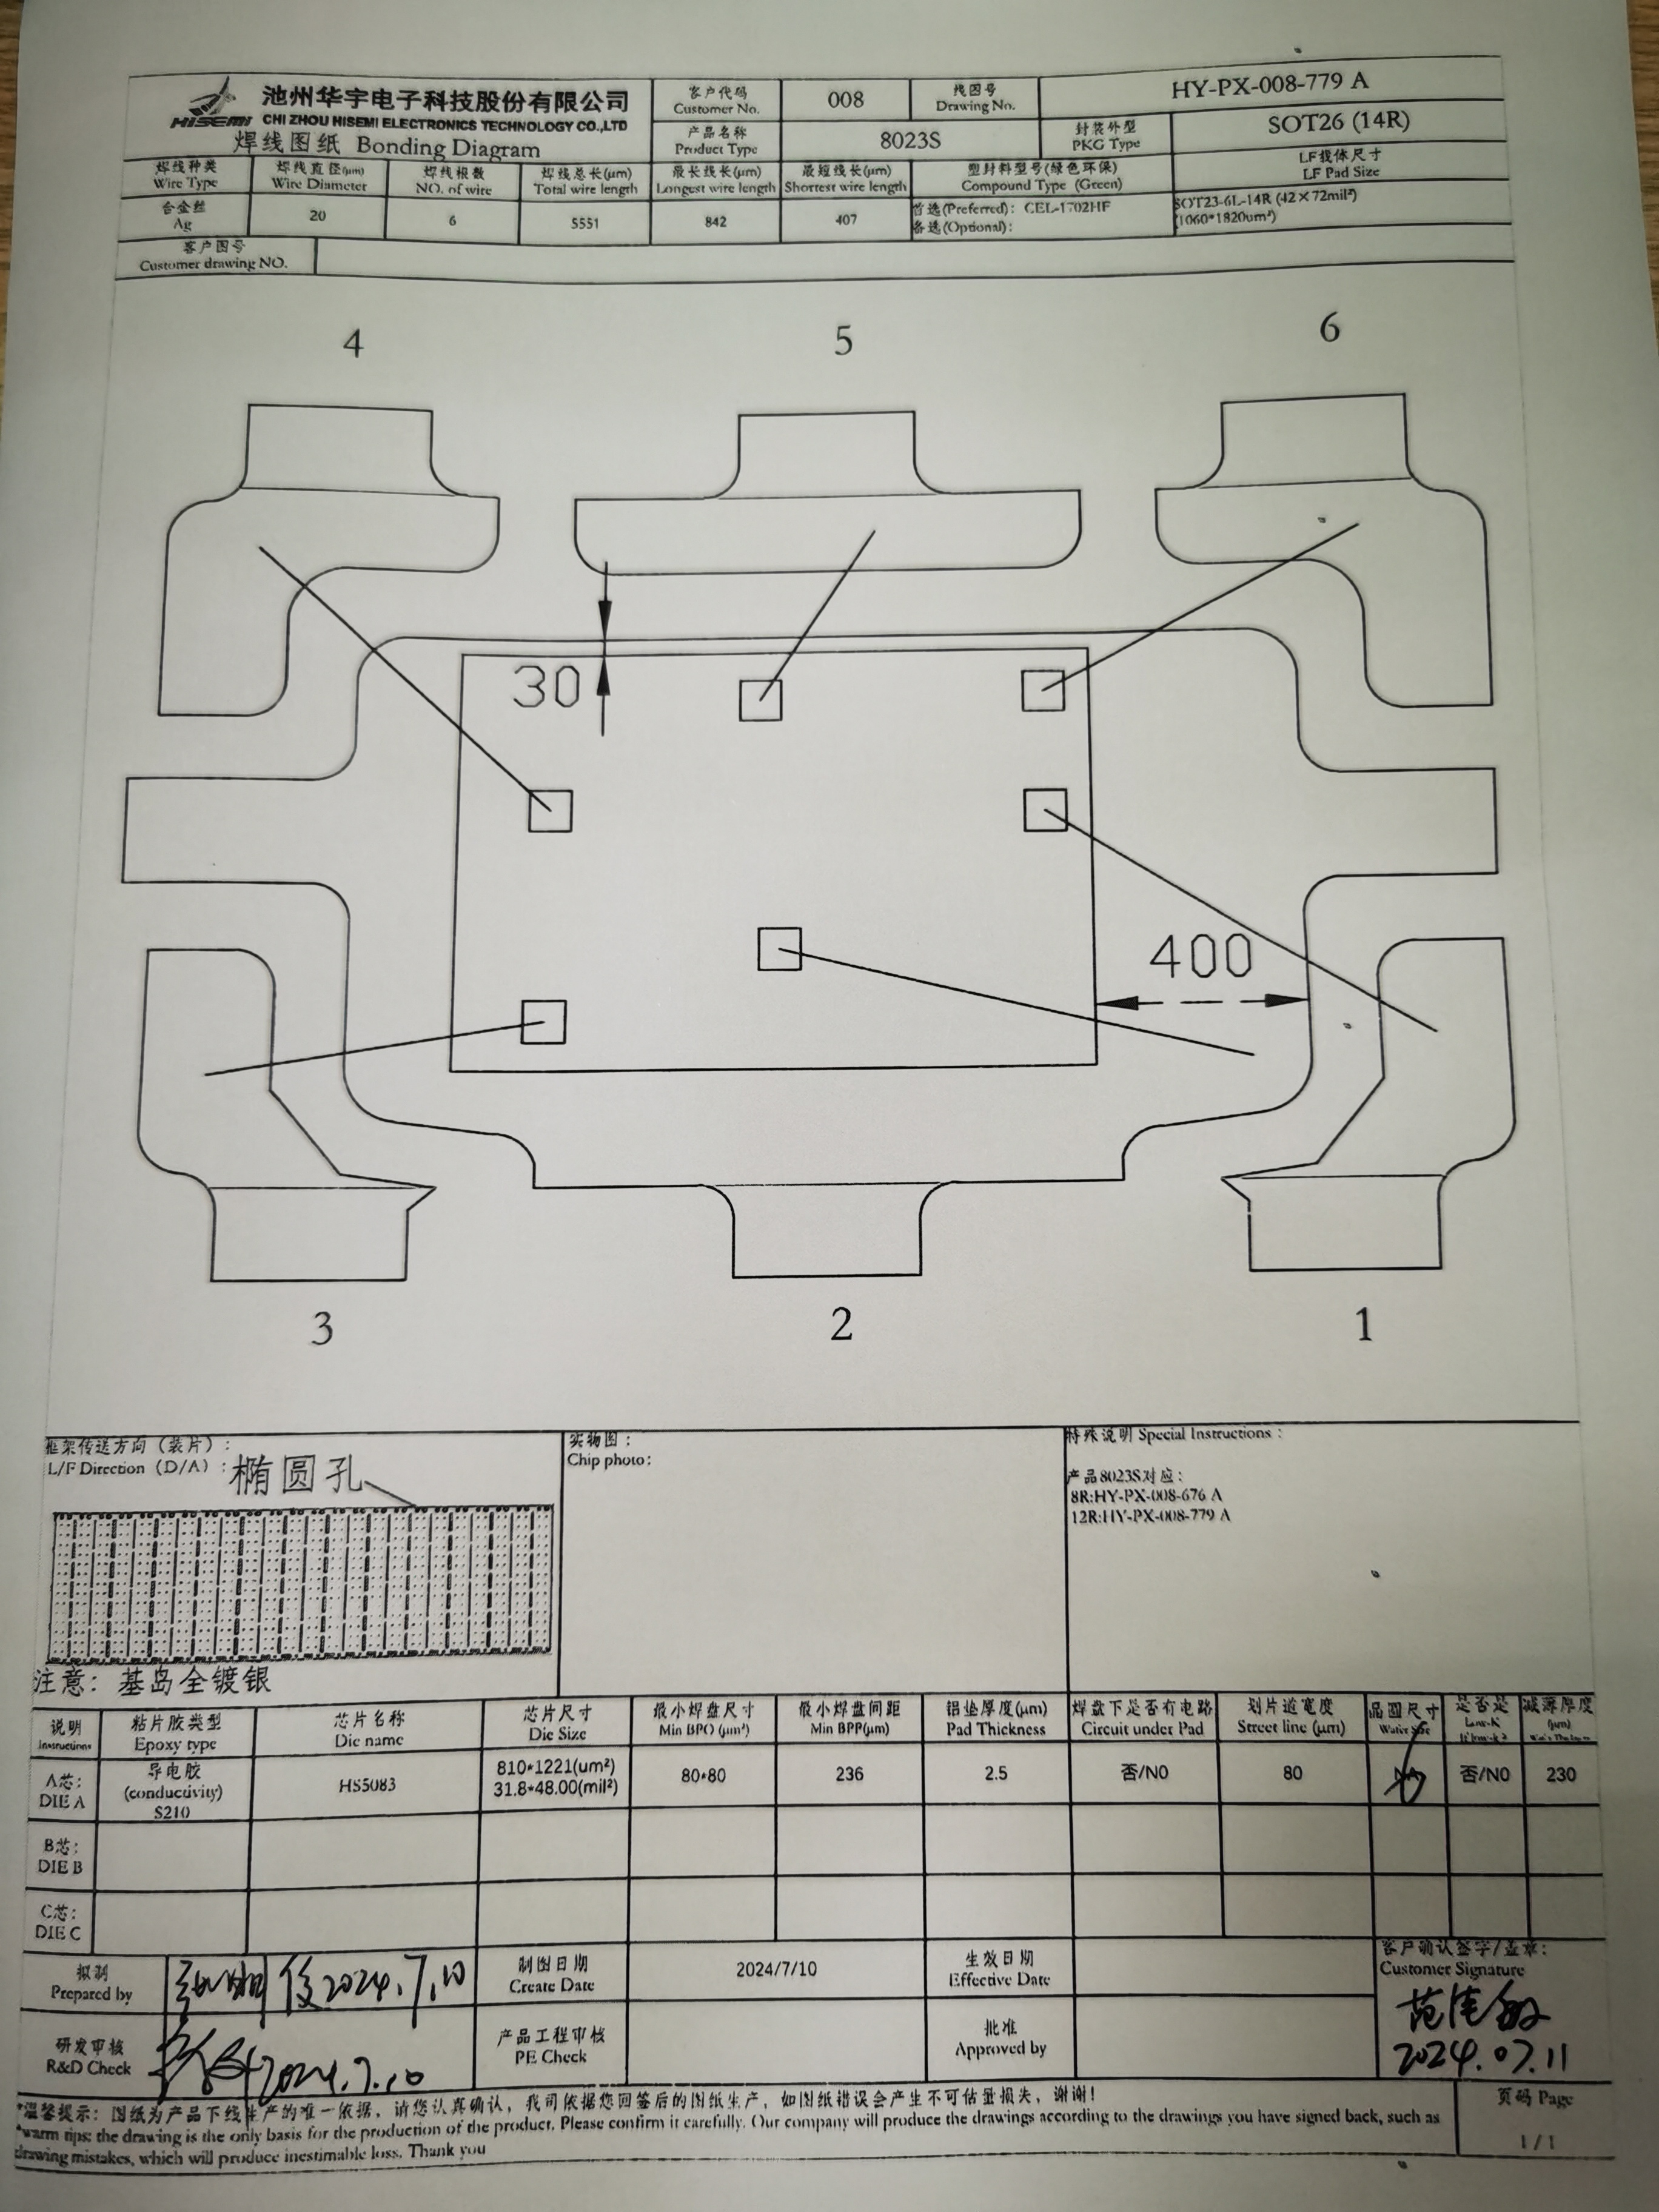 池州华宇电子科技股份有限公司
HISEMI CHI ZHOU HISEMI ELECTRONICS TECHNOLOGY CO.,LTD
焊线图纸 Bonding Diagram
客户代码 Customer No.
008
线图号 Drawing No.
HY-PX-008-779 A
产品名称 Product Type
8023S
封装外型 PKG Type
SOT26 (14R)
焊线种类 Wire Type
焊线直径(μm) Wire Diameter
焊线根数 NO. of wire
焊线总长(μm) Total wire length
最长线长(μm) Longest wire length
最短线长(μm) Shortest wire length
塑封料型号(绿色环保) Compound Type (Green)
LF载体尺寸 LF Pad Size
合金丝 Ag
20
6
5551
842
407
首选(Preferred): CEL-1702HF
备选(Optional):
SOT23-6L-14R (42×72mil²)
(1060*1820um²)
客户图号
Customer drawing NO.
4
5
6
30
400
3
2
1
框架传送方向 (装片):
L/F Direction (D/A):
椭圆孔
注意: 基岛全镀银
实物图:
Chip photo:
特殊说明 Special Instructions:
产品8023S对应:
8R:HY-PX-008-676 A
12R:HY-PX-008-779 A
说明 Instructions
粘片胶类型 Epoxy type
芯片名称 Die name
芯片尺寸 Die Size
最小焊盘尺寸 Min BPO (μm²)
最小焊盘间距 Min BPP(μm)
铝垫厚度(μm) Pad Thickness
焊盘下是否有电路 Circuit under Pad
划片道宽度 Street line (μm)
晶圆尺寸 Wafer Size
是否是 Low-K
减薄厚度 (μm)
A芯: DIE A
导电胶 (conductivity) S210
HS5083
810*1221(um²)
31.8*48.00(mil²)
80*80
236
2.5
否/NO
80
否/NO
230
B芯:
DIE B
C芯:
DIE C
拟制 Prepared by
2024.7.10
制图日期 Create Date
2024/7/10
生效日期 Effective Date
客户确认签字/盖章:
Customer Signature
范佳敏
2024.07.11
研发审核 R&D Check
2024.7.10
产品工程审核 PE Check
批准 Approved by
*温馨提示: 图纸为产品下线生产的唯一依据, 请您认真确认, 我司依据您回签后的图纸生产, 如图纸错误会产生不可估量损失, 谢谢!
*warm tips: the drawing is the only basis for the production of the product. Please confirm it carefully. Our company will produce the drawings according to the drawings you have signed back, such as
drawing mistakes, which will produce inestimable loss. Thank you
页码 Page
1/1